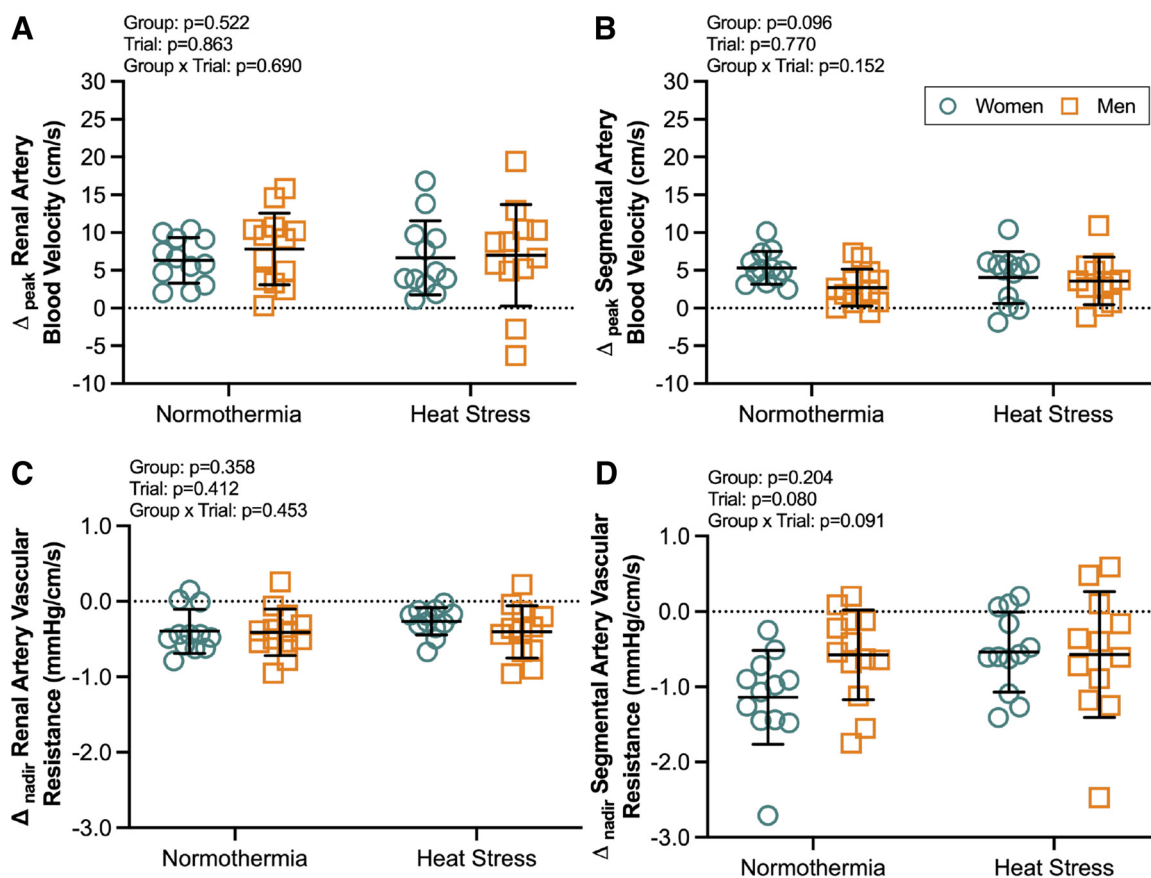 A
Group: p=0.522
Trial: p=0.863
Group x Trial: p=0.690
Δ peak Renal Artery
Blood Velocity (cm/s)
30
25
20
15
10
5
0
-5
-10
Normothermia
Heat Stress
B
Group: p=0.096
Trial: p=0.770
Group x Trial: p=0.152
Women
Men
Δ peak Segmental Artery
Blood Velocity (cm/s)
30
25
20
15
10
5
0
-5
-10
Normothermia
Heat Stress
C
Group: p=0.358
Trial: p=0.412
Group x Trial: p=0.453
Δ nadir Renal Artery Vascular
Resistance (mmHg/cm/s)
1.0
0.0
-1.0
-2.0
-3.0
Normothermia
Heat Stress
D
Group: p=0.204
Trial: p=0.080
Group x Trial: p=0.091
Δ nadir Segmental Artery Vascular
Resistance (mmHg/cm/s)
1.0
0.0
-1.0
-2.0
-3.0
Normothermia
Heat Stress